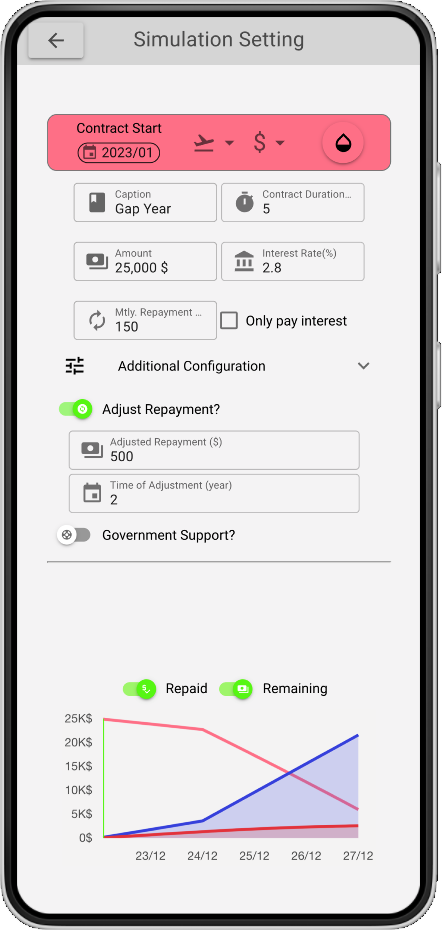 Simulation Setting
Contract Start
2023/01
$
Caption
Gap Year
Contract Duration...
5
Amount
25,000 $
Interest Rate(%)
2.8
Mtly. Repayment ...
150
Only pay interest
Additional Configuration
Adjust Repayment?
Adjusted Repayment ($)
500
Time of Adjustment (year)
2
Government Support?
Repaid
Remaining
25K$
20K$
15K$
10K$
5K$
0$
23/12
24/12
25/12
26/12
27/12